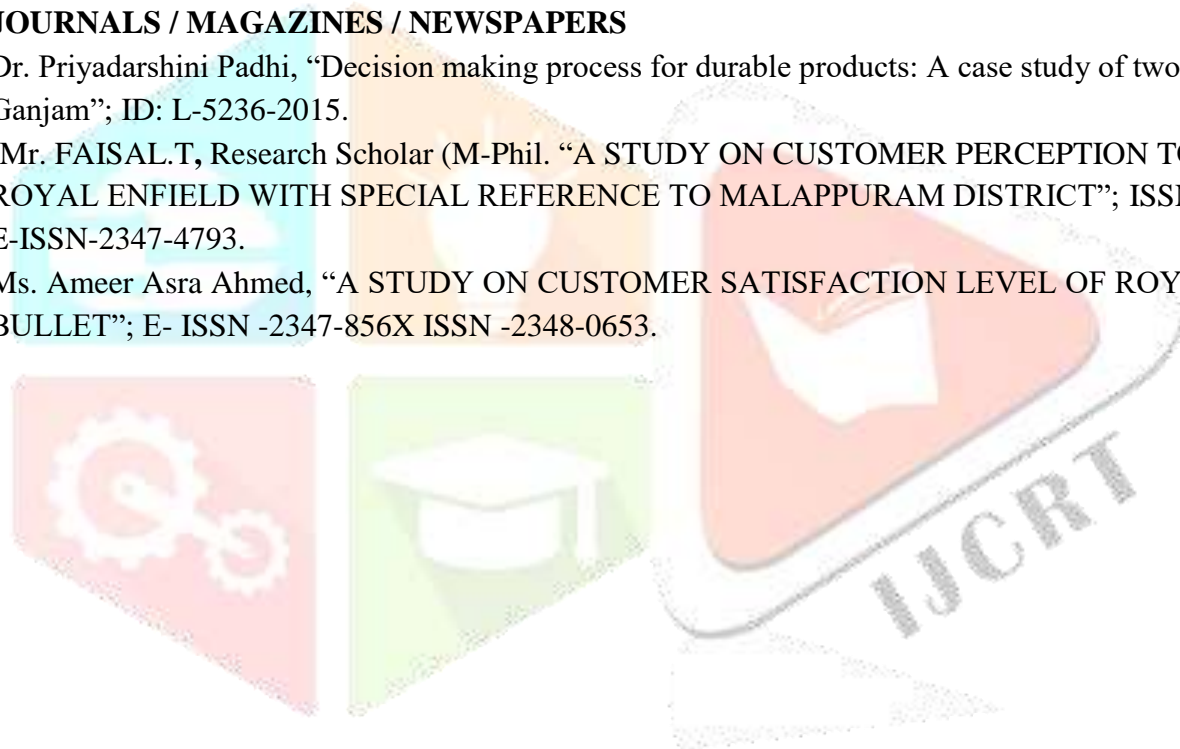 JOURNALS / MAGAZINES / NEWSPAPERS
Dr. Priyadarshini Padhi, “Decision making process for durable products: A case study of two
Ganjam”; ID: L-5236-2015.
Mr. FAISAL.T, Research Scholar (M-Phil. “A STUDY ON CUSTOMER PERCEPTION
ROYAL ENFIELD WITH SPECIAL REFERENCE TO MALAPPURAM DISTRICT”;
E-ISSN-2347-4793.
Ms. Ameer Asra Ahmed, “A STUDY ON CUSTOMER SATISFACTION LEVEL OF
BULLET”; E- ISSN -2347-856X ISSN -2348-0653.
IJCRT